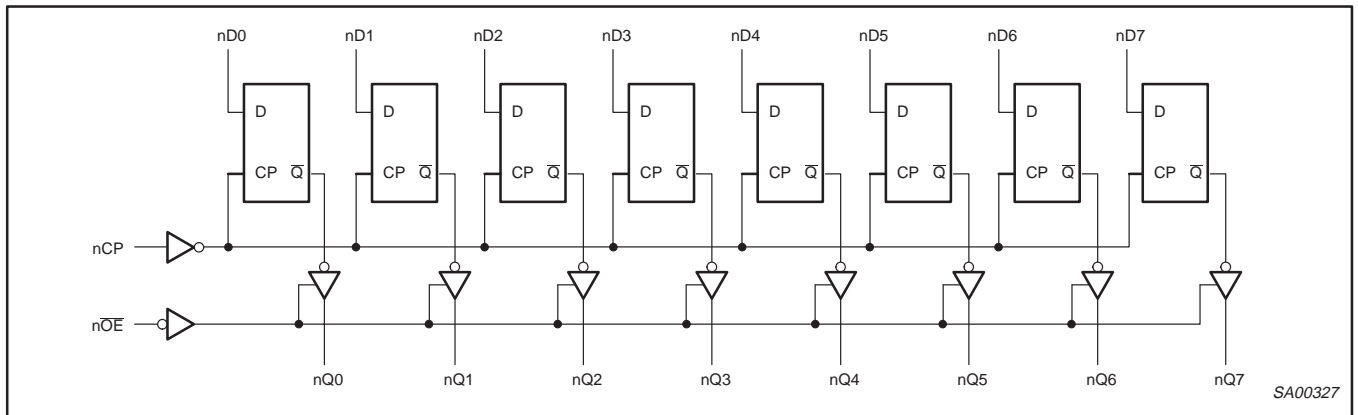 nD0 nD1 nD2 nD3 nD4 nD5 nD6 nD7
D D D D D D D D
CP Q̅ CP Q̅ CP Q̅ CP Q̅ CP Q̅ CP Q̅ CP Q̅ CP Q̅
nCP
nO̅E̅
nQ0 nQ1 nQ2 nQ3 nQ4 nQ5 nQ6 nQ7
SA00327